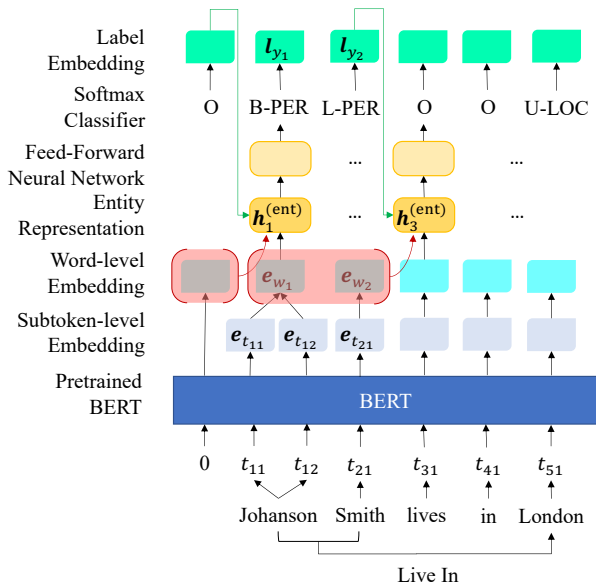 Label
Embedding
l_{y_1} l_{y_2}
Softmax
Classifier
O B-PER L-PER O O U-LOC
Feed-Forward
Neural Network
... ...
Entity
Representation
h_1^{(ent)} ... h_3^{(ent)} ...
Word-level
Embedding
e_{w_1} e_{w_2}
Subtoken-level
Embedding
e_{t_{11}} e_{t_{12}} e_{t_{21}}
Pretrained
BERT
BERT
0 t_{11} t_{12} t_{21} t_{31} t_{41} t_{51}
Johanson Smith lives in London
Live In